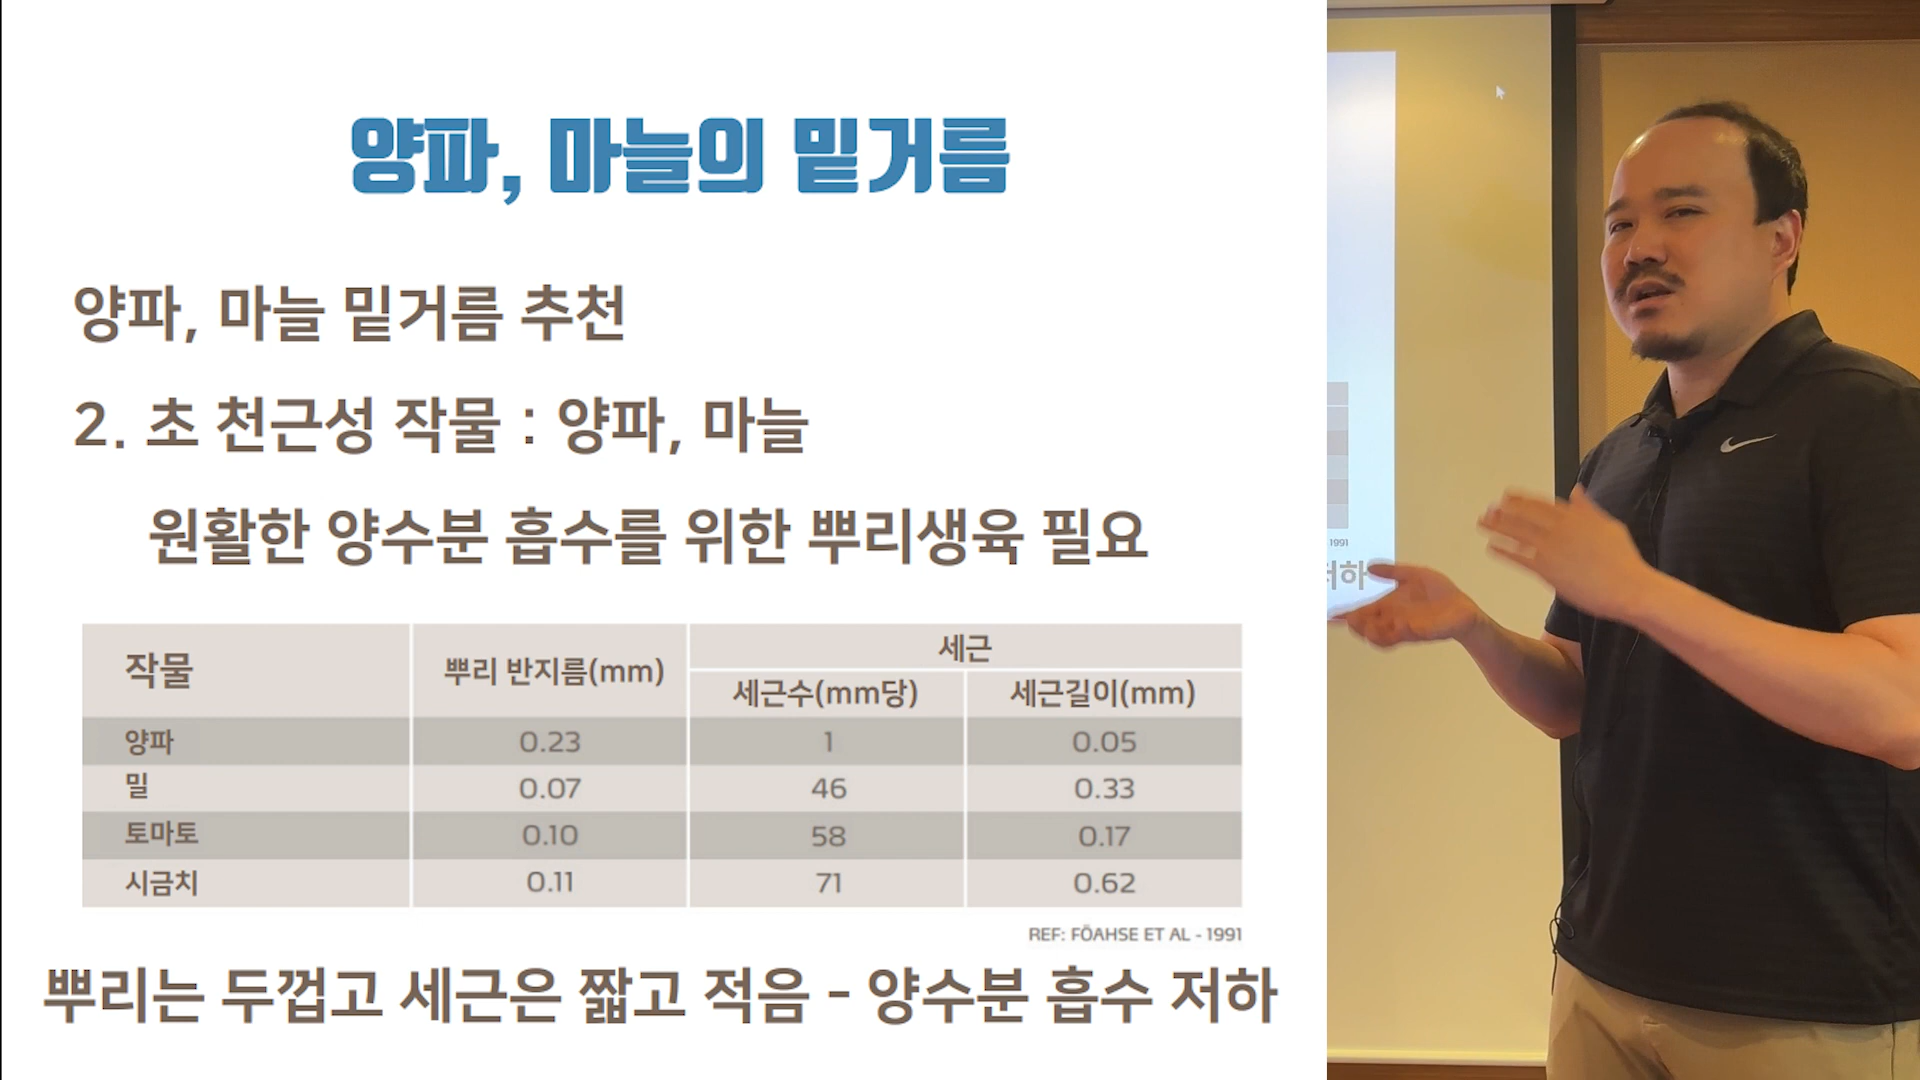 양파, 마늘의 밑거름
양파, 마늘 밑거름 추천
2. 초 천근성 작물 : 양파, 마늘
원활한 양수분 흡수를 위한 뿌리생육 필요
작물 뿌리 반지름(mm) 세근
세근수(mm당) 세근길이(mm)
양파 0.23 1 0.05
밀 0.07 46 0.33
토마토 0.10 58 0.17
시금치 0.11 71 0.62
REF: FÖAHSE ET AL - 1991
뿌리는 두껍고 세근은 짧고 적음 - 양수분 흡수 저하
1991
저하